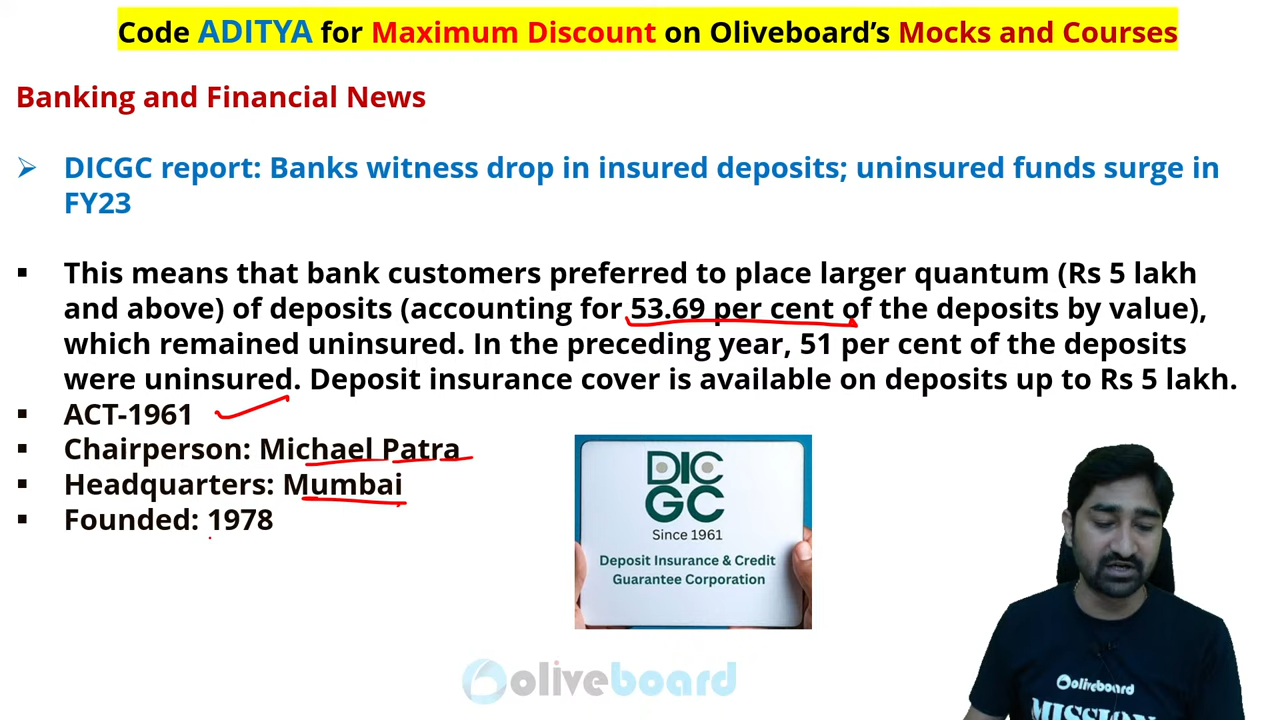 Code ADITYA for Maximum Discount on Oliveboard’s Mocks and Courses
Banking and Financial News
➢ DICGC report: Banks witness drop in insured deposits; uninsured funds surge in
FY23
▪ This means that bank customers preferred to place larger quantum (Rs 5 lakh
and above) of deposits (accounting for 53.69 per cent of the deposits by value),
which remained uninsured. In the preceding year, 51 per cent of the deposits
were uninsured. Deposit insurance cover is available on deposits up to Rs 5 lakh.
▪ ACT-1961
▪ Chairperson: Michael Patra
▪ Headquarters: Mumbai
▪ Founded: 1978
DIC
GC
Since 1961
Deposit Insurance & Credit
Guarantee Corporation
oliveboard
Oliveboard
MISSION